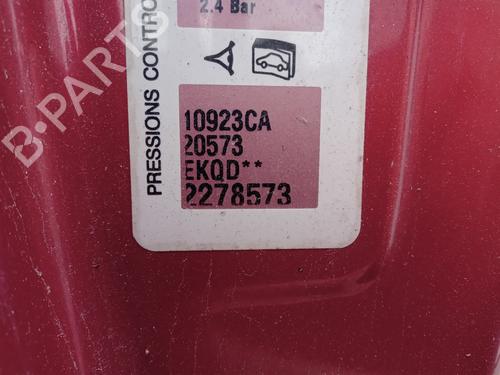 2.4 Bar
PRESSIONS CONTRO
10923CA
20573
EKQD**
2278573
B-PARTS